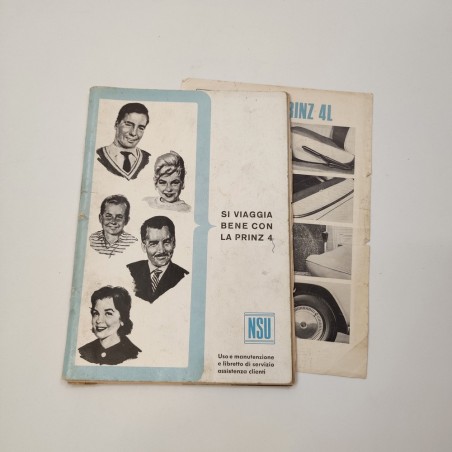 SI VIAGGIA
BENE CON
LA PRINZ 4
NSU
Uso e manutenzione
e libretto di servizio
assistenza clienti
RINZ 4L